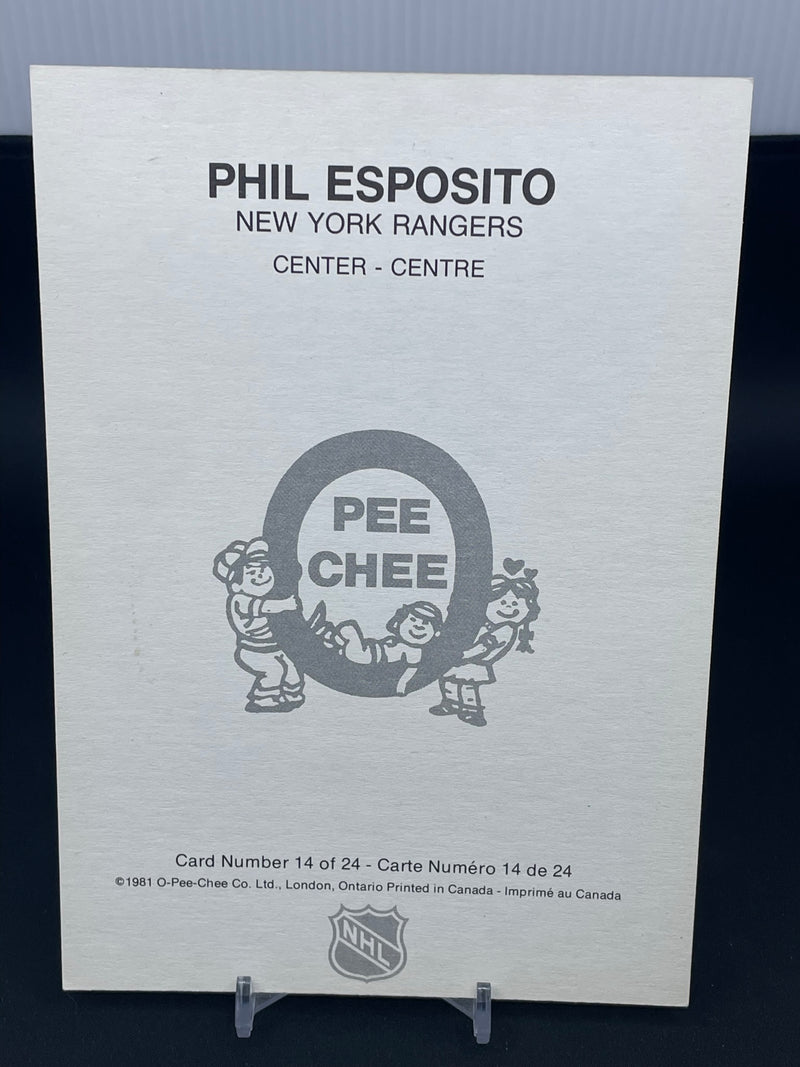 PHIL ESPOSITO
NEW YORK RANGERS
CENTER - CENTRE
PEE
CHEE
Card Number 14 of 24 - Carte Numéro 14 de 24
©1981 O-Pee-Chee Co. Ltd., London, Ontario Printed in Canada - Imprimé au Canada
NHL